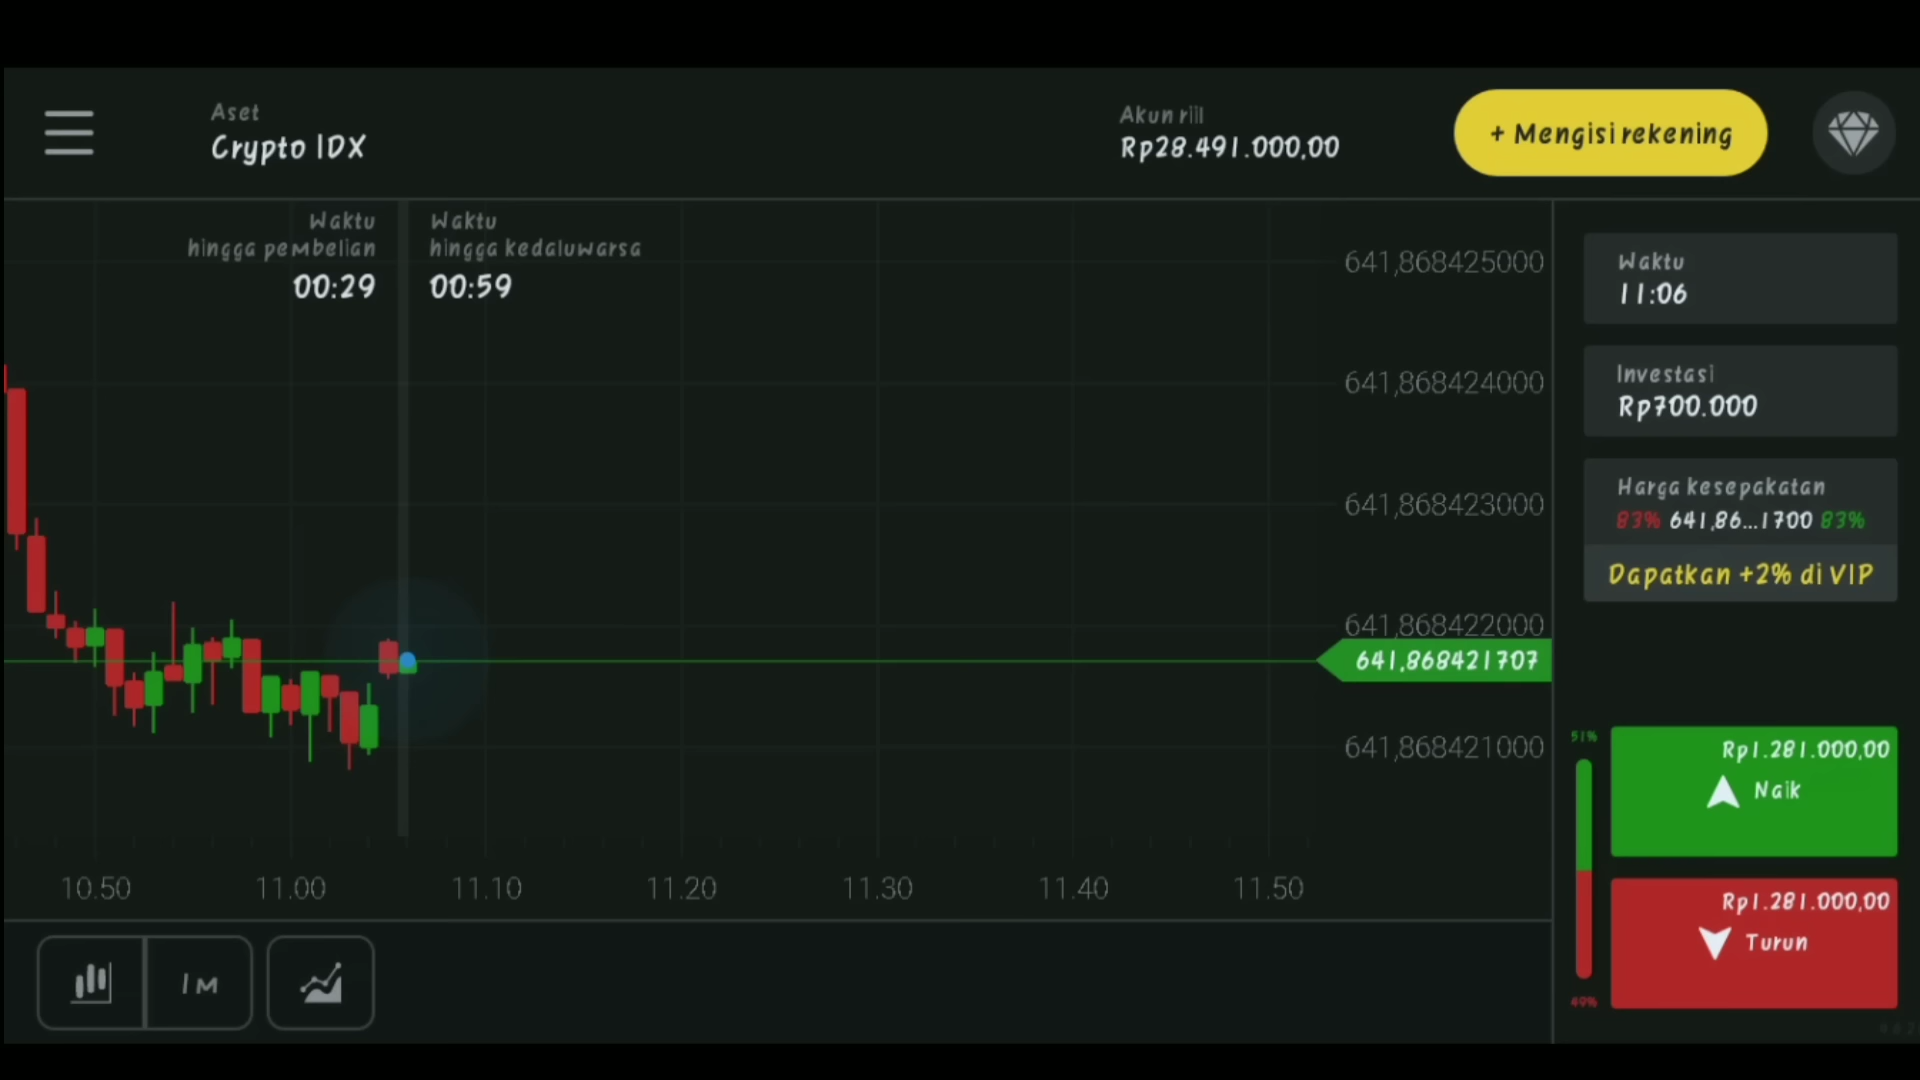 Aset
Crypto IDX
Akun riil
Rp28.491.000,00
+ Mengisi rekening
Waktu
hingga pembelian
00:29
Waktu
hingga kedaluwarsa
00:59
641,868425000
641,868424000
641,868423000
641,868422000
641,868421707
641,868421000
10.50
11.00
11.10
11.20
11.30
11.40
11.50
1M
Waktu
11:06
Investasi
Rp700.000
Harga kesepakatan
83% 641,86...1700 83%
Dapatkan +2% di VIP
51%
Rp1.281.000,00
Naik
Rp1.281.000,00
Turun
49%